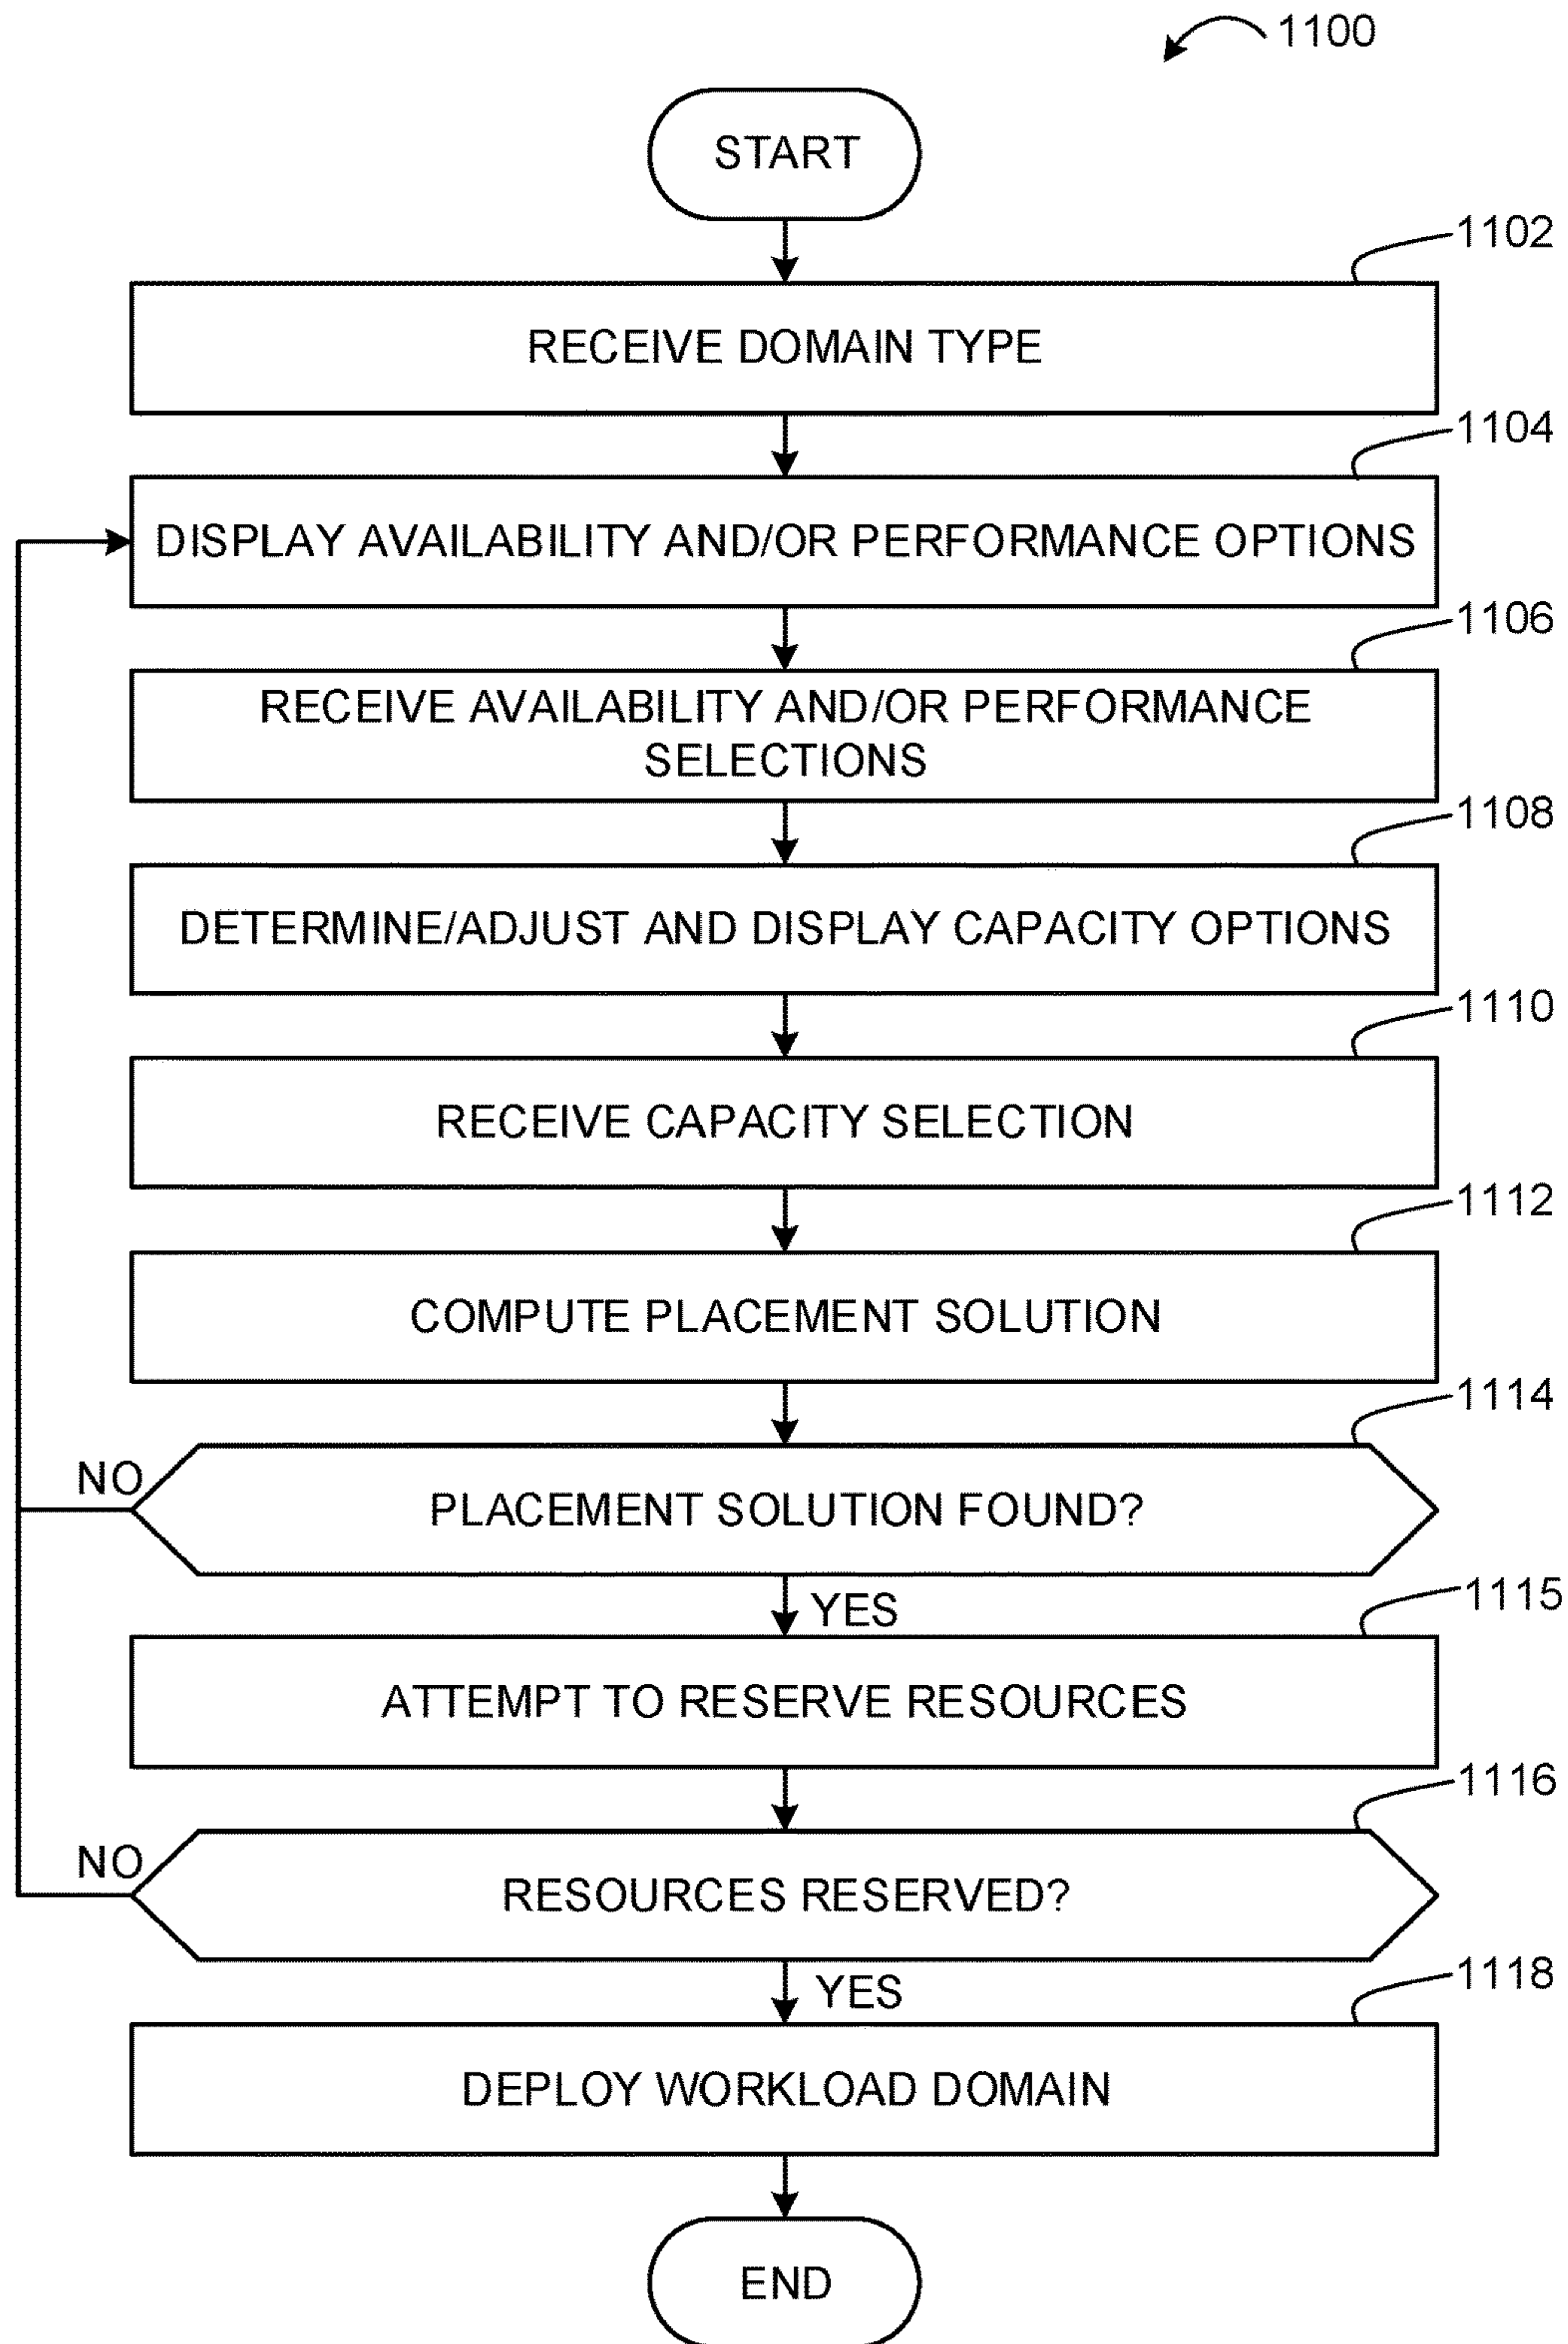 1100
START
1102
RECEIVE DOMAIN TYPE
1104
DISPLAY AVAILABILITY AND/OR PERFORMANCE OPTIONS
1106
RECEIVE AVAILABILITY AND/OR PERFORMANCE
SELECTIONS
1108
DETERMINE/ADJUST AND DISPLAY CAPACITY OPTIONS
1110
RECEIVE CAPACITY SELECTION
1112
COMPUTE PLACEMENT SOLUTION
1114
NO
PLACEMENT SOLUTION FOUND?
YES
1115
ATTEMPT TO RESERVE RESOURCES
1116
NO
RESOURCES RESERVED?
YES
1118
DEPLOY WORKLOAD DOMAIN
END